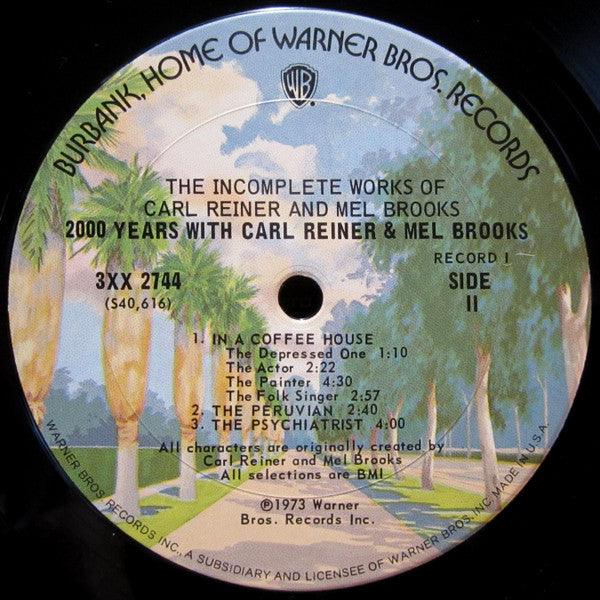 BURBANK, HOME OF WARNER BROS. RECORDS
WB
THE INCOMPLETE WORKS OF
CARL REINER AND MEL BROOKS
2000 YEARS WITH CARL REINER & MEL BROOKS
RECORD I
3XX 2744
(S40,616)
SIDE
II
1. IN A COFFEE HOUSE
The Depressed One 1:10
The Actor 2:22
The Painter 4:30
The Folk Singer 2:57
2. THE PERUVIAN 2:40
3. THE PSYCHIATRIST 4:00
All characters are originally created by
Carl Reiner and Mel Brooks
All selections are BMI
℗1973 Warner
Bros. Records Inc.
WARNER BROS. RECORDS INC., A SUBSIDIARY AND LICENSEE OF WARNER BROS. INC. MADE IN U.S.A.